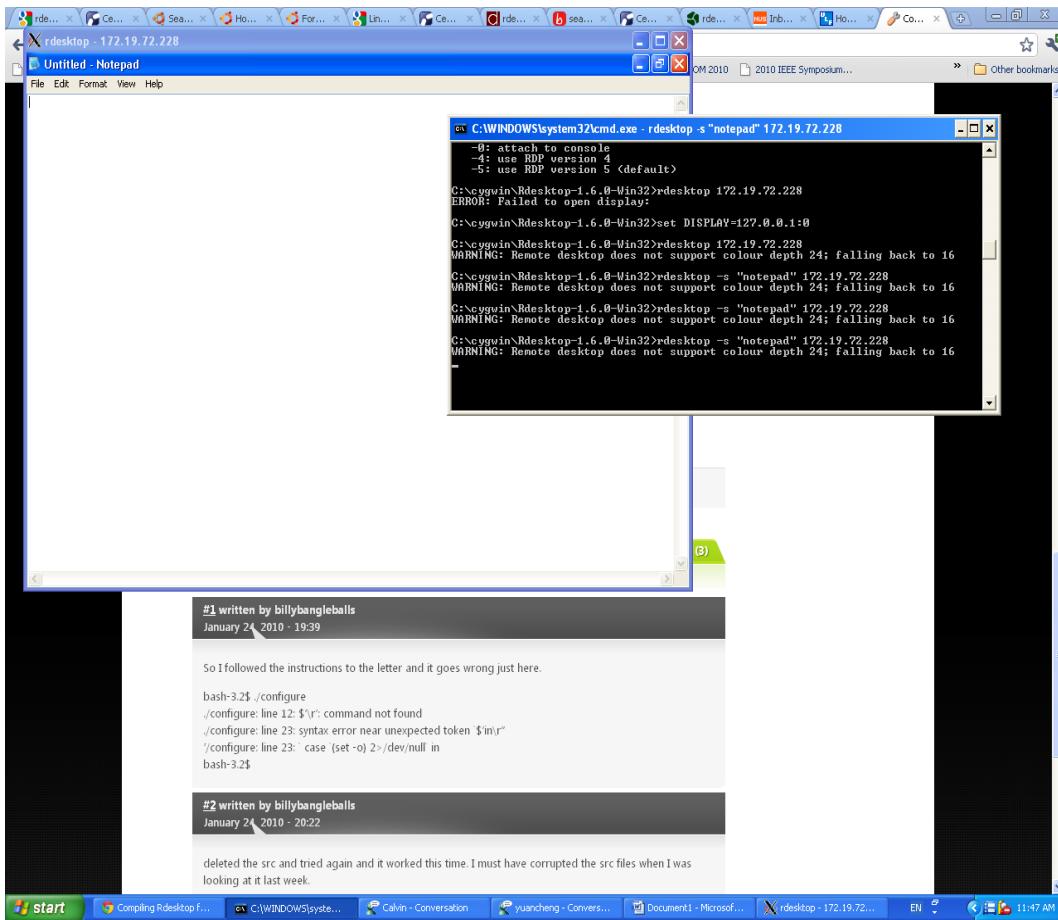 rde...
Ce...
Sea...
Ho...
For...
Lin...
Ce...
rde...
sea...
Ce...
rde...
Inb...
Ho...
Co...
rdesktop - 172.19.72.228
Untitled - Notepad
File Edit Format View Help
OM 2010
2010 IEEE Symposium...
»
Other bookmarks
C:\WINDOWS\system32\cmd.exe - rdesktop -s "notepad" 172.19.72.228
-0: attach to console
-4: use RDP version 4
-5: use RDP version 5 (default)
C:\cygwin\Rdesktop-1.6.0-Win32>rdesktop 172.19.72.228
ERROR: Failed to open display:
C:\cygwin\Rdesktop-1.6.0-Win32>set DISPLAY=127.0.0.1:0
C:\cygwin\Rdesktop-1.6.0-Win32>rdesktop 172.19.72.228
WARNING: Remote desktop does not support colour depth 24; falling back to 16
C:\cygwin\Rdesktop-1.6.0-Win32>rdesktop -s "notepad" 172.19.72.228
WARNING: Remote desktop does not support colour depth 24; falling back to 16
C:\cygwin\Rdesktop-1.6.0-Win32>rdesktop -s "notepad" 172.19.72.228
WARNING: Remote desktop does not support colour depth 24; falling back to 16
C:\cygwin\Rdesktop-1.6.0-Win32>rdesktop -s "notepad" 172.19.72.228
WARNING: Remote desktop does not support colour depth 24; falling back to 16
(3)
#1 written by billybangleballs
January 24, 2010 - 19:39
So I followed the instructions to the letter and it goes wrong just here.
bash-3.2$ ./configure
./configure: line 12: $'\r': command not found
./configure: line 23: syntax error near unexpected token `$'in\r''
'/configure: line 23: ` case `(set -o) 2>/dev/null` in
bash-3.2$
#2 written by billybangleballs
January 24, 2010 - 20:22
deleted the src and tried again and it worked this time. I must have corrupted the src files when I was
looking at it last week.
start
Compiling Rdesktop f...
C:\WINDOWS\syste...
Calvin - Conversation
yuancheng - Convers...
Document1 - Microsof...
rdesktop - 172.19.72...
EN
11:47 AM